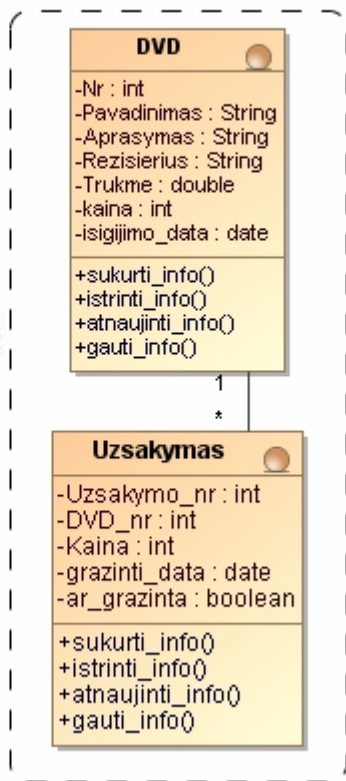 DVD
-Nr : int
-Pavadinimas : String
-Aprasymas : String
-Rezisierius : String
-Trukme : double
-kaina : int
-isigijimo_data : date
+sukurti_info()
+istrinti_info()
+atnaujinti_info()
+gauti_info()
1
*
Uzsakymas
-Uzsakymo_nr : int
-DVD_nr : int
-Kaina : int
-grazinti_data : date
-ar_grazinta : boolean
+sukurti_info()
+istrinti_info()
+atnaujinti_info()
+gauti_info()